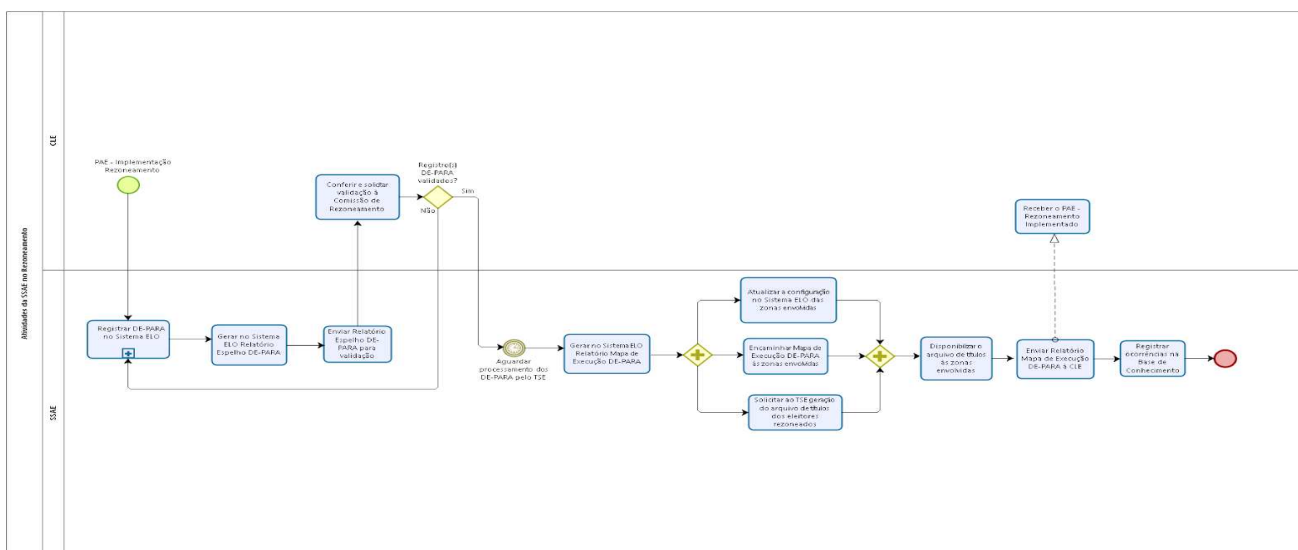 Atividades da SSAE no Rezoneamento
CLE
PAE - Implementação
Rezoneamento
Conferir e solicitar
validação à
Comissão de
Rezoneamento
Registro(s)
DE-PARA
validados?
Sim
Não
Receber o PAE -
Rezoneamento
Implementado
SSAE
Registrar DE-PARA
no Sistema ELO
Gerar no Sistema
ELO Relatório
Espelho DE-PARA
Enviar Relatório
Espelho DE-
PARA para
validação
Aguardar
processamento dos
DE-PARA pelo TSE
Gerar no Sistema ELO
Relatório Mapa de
Execução DE-PARA
Atualizar a configuração
no Sistema ELO das
zonas envolvidas
Encaminhar Mapa de
Execução DE-PARA
às zonas envolvidas
Solicitar ao TSE geração
do arquivo de títulos
dos eleitores
rezoneados
Disponibilizar o
arquivo de títulos
às zonas
envolvidas
Enviar Relatório
Mapa de Execução
DE-PARA à CLE
Registrar
ocorrências na
Base de
Conhecimento